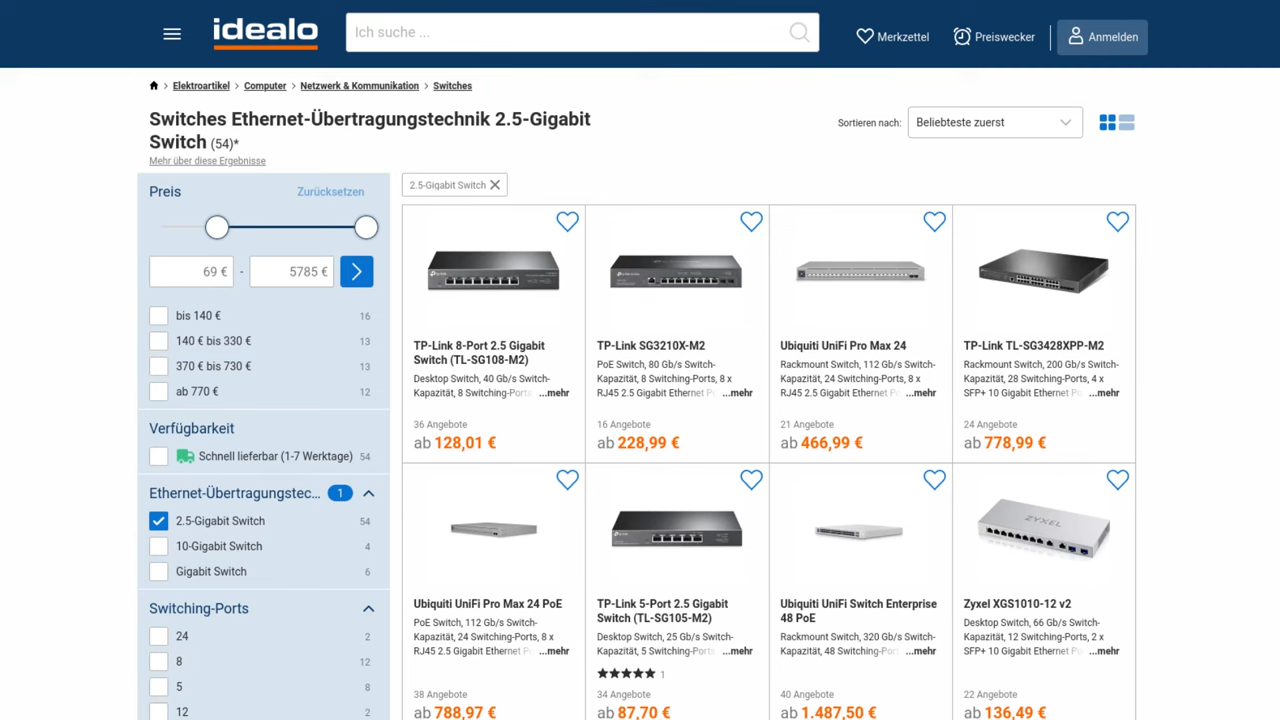 idealo
Ich suche ...
Merkzettel
Preiswecker
Anmelden
Elektroartikel
Computer
Netzwerk & Kommunikation
Switches
Switches Ethernet-Übertragungstechnik 2.5-Gigabit
Switch (54)*
Mehr über diese Ergebnisse
Sortieren nach:
Beliebteste zuerst
Preis
Zurücksetzen
69 € - 5785 €
bis 140 € 16
140 € bis 330 € 13
370 € bis 730 € 13
ab 770 € 12
Verfügbarkeit
Schnell lieferbar (1-7 Werktage) 54
Ethernet-Übertragungstec... 1
2.5-Gigabit Switch 54
10-Gigabit Switch 4
Gigabit Switch 6
Switching-Ports
24 2
8 12
5 8
12 2
2.5-Gigabit Switch
TP-Link 8-Port 2.5 Gigabit
Switch (TL-SG108-M2)
Desktop Switch, 40 Gb/s Switch-
Kapazität, 8 Switching-Ports ...mehr
36 Angebote
ab 128,01 €
TP-Link SG3210X-M2
PoE Switch, 80 Gb/s Switch-
Kapazität, 8 Switching-Ports, 8 x
RJ45 2.5 Gigabit Ethernet Po ...mehr
16 Angebote
ab 228,99 €
Ubiquiti UniFi Pro Max 24
Rackmount Switch, 112 Gb/s Switch-
Kapazität, 24 Switching-Ports, 8 x
RJ45 2.5 Gigabit Ethernet P ...mehr
21 Angebote
ab 466,99 €
TP-Link TL-SG3428XPP-M2
Rackmount Switch, 200 Gb/s Switch-
Kapazität, 28 Switching-Ports, 4 x
SFP+ 10 Gigabit Ethernet ...mehr
24 Angebote
ab 778,99 €
Ubiquiti UniFi Pro Max 24 PoE
PoE Switch, 112 Gb/s Switch-
Kapazität, 24 Switching-Ports, 8 x
RJ45 2.5 Gigabit Ethernet P ...mehr
38 Angebote
ab 788,97 €
TP-Link 5-Port 2.5 Gigabit
Switch (TL-SG105-M2)
Desktop Switch, 25 Gb/s Switch-
Kapazität, 5 Switching-Ports ...mehr
1
34 Angebote
ab 87,70 €
Ubiquiti UniFi Switch Enterprise
48 PoE
Rackmount Switch, 320 Gb/s Switch-
Kapazität, 48 Switching-Por ...mehr
40 Angebote
ab 1.487,50 €
ZYXEL
Zyxel XGS1010-12 v2
Desktop Switch, 66 Gb/s Switch-
Kapazität, 12 Switching-Ports, 2 x
SFP+ 10 Gigabit Ethernet ...mehr
22 Angebote
ab 136,49 €